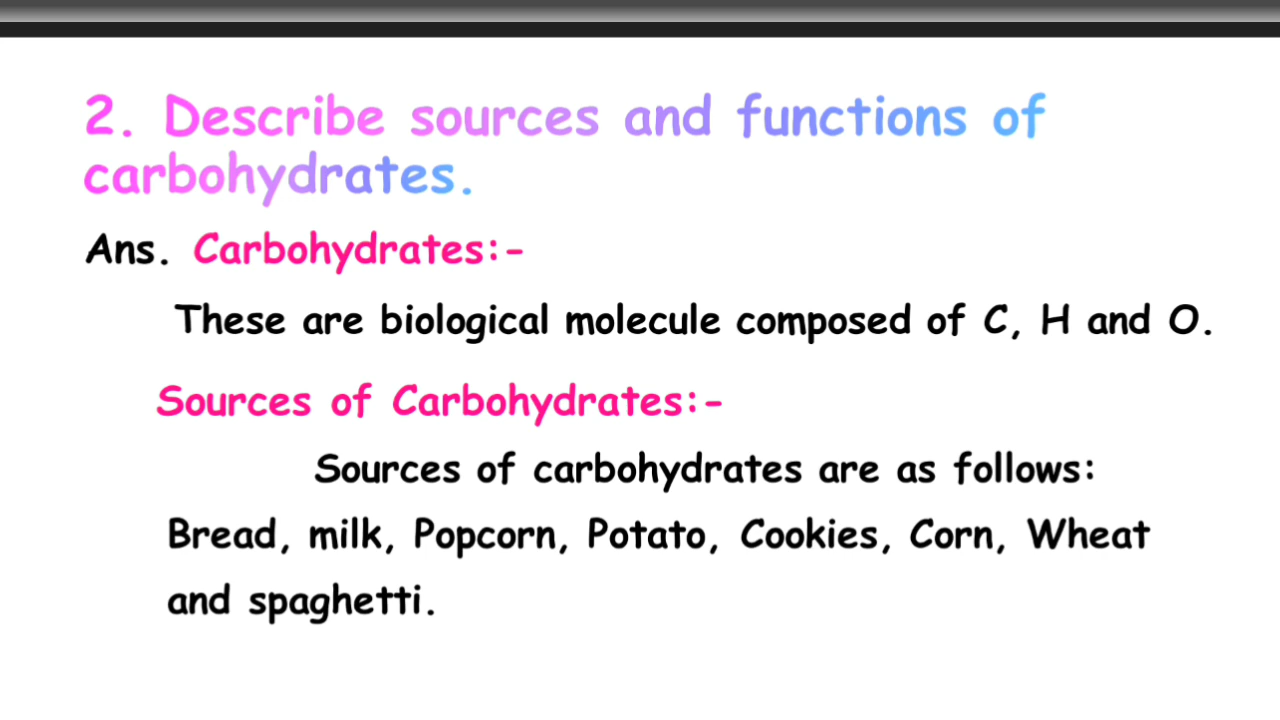 2. Describe sources and functions of
carbohydrates.
Ans. Carbohydrates:-
These are biological molecule composed of C, H and O.
Sources of Carbohydrates:-
Sources of carbohydrates are as follows:
Bread, milk, Popcorn, Potato, Cookies, Corn, Wheat
and spaghetti.